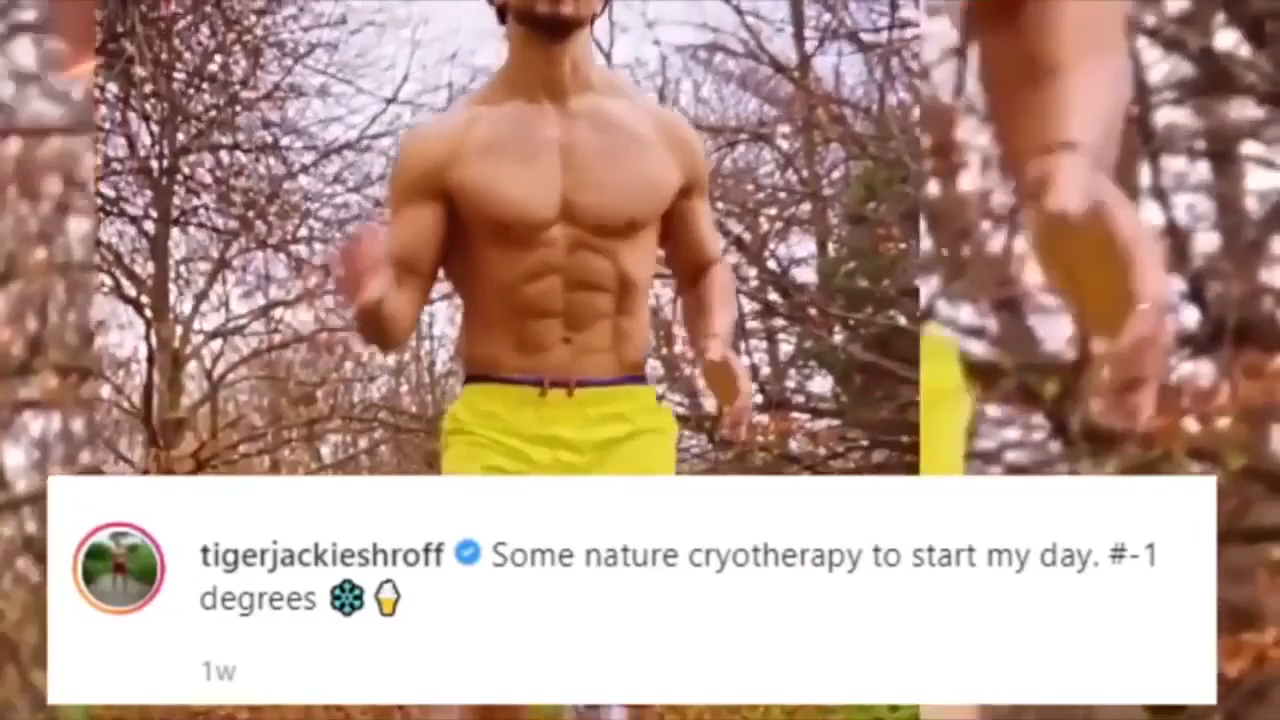 tigerjackieshroff Some nature cryotherapy to start my day. #-1
degrees ❄️🍦
1w